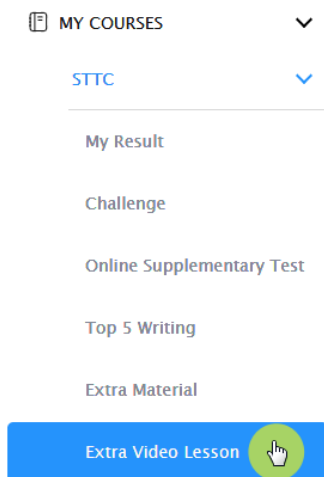 MY COURSES
STTC
My Result
Challenge
Online Supplementary Test
Top 5 Writing
Extra Material
Extra Video Lesson